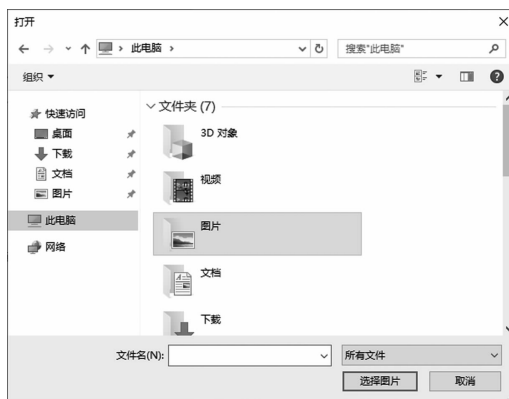 打开
此电脑
搜索"此电脑"
组织
快速访问
桌面
下载
文档
图片
此电脑
网络
文件夹 (7)
3D 对象
视频
图片
文档
下载
文件名(N):
所有文件
选择图片
取消